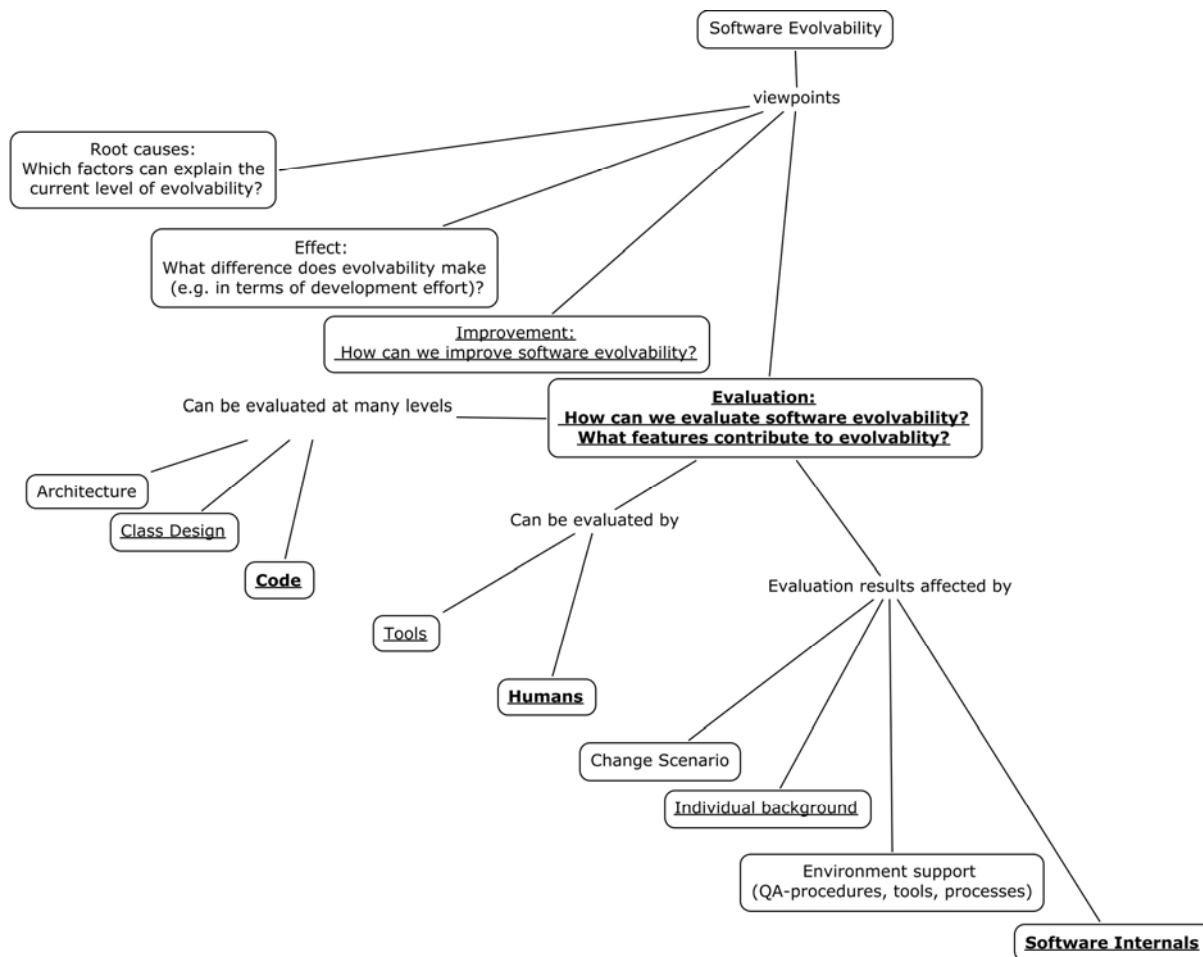 Software Evolvability
viewpoints
Root causes:
Which factors can explain the
current level of evolvability?
Effect:
What difference does evolvability make
(e.g. in terms of development effort)?
Improvement:
How can we improve software evolvability?
Evaluation:
How can we evaluate software evolvability?
What features contribute to evolvablity?
Can be evaluated at many levels
Architecture
Class Design
Code
Can be evaluated by
Tools
Humans
Evaluation results affected by
Change Scenario
Individual background
Environment support
(QA-procedures, tools, processes)
Software Internals